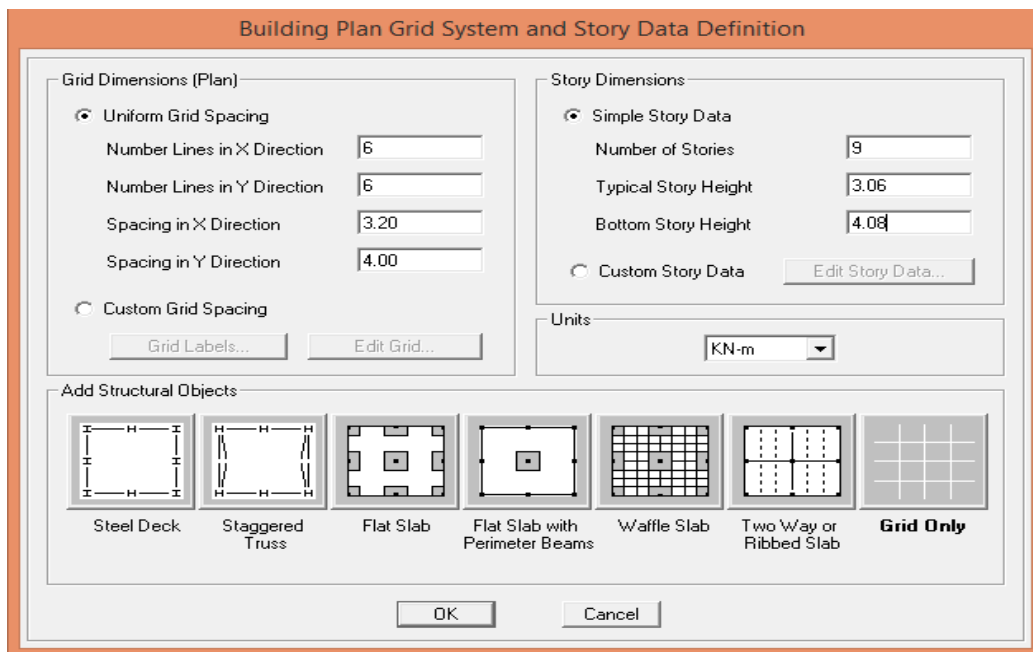 Building Plan Grid System and Story Data Definition
Grid Dimensions (Plan)
Uniform Grid Spacing
Number Lines in X Direction 6
Number Lines in Y Direction 6
Spacing in X Direction 3.20
Spacing in Y Direction 4.00
Custom Grid Spacing
Grid Labels... Edit Grid...
Story Dimensions
Simple Story Data
Number of Stories 9
Typical Story Height 3.06
Bottom Story Height 4.08
Custom Story Data Edit Story Data...
Units
KN-m
Add Structural Objects
Steel Deck
Staggered
Truss
Flat Slab
Flat Slab with
Perimeter Beams
Waffle Slab
Two Way or
Ribbed Slab
Grid Only
OK Cancel